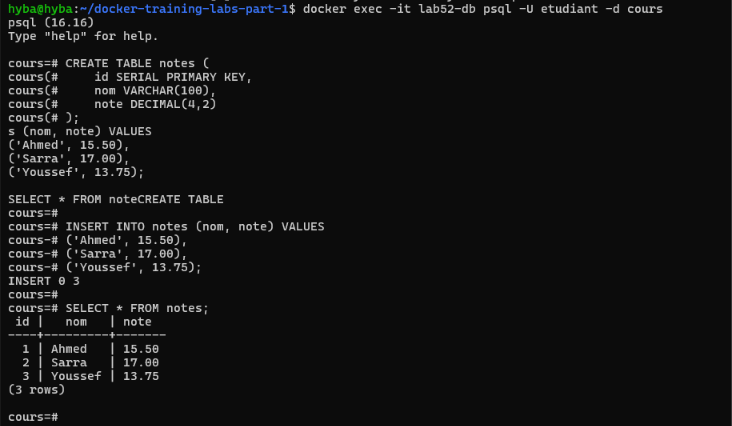 hyba@hyba:~/docker-training-labs-part-1$ docker exec -it lab52-db psql -U etudiant -d cours
psql (16.16)
Type "help" for help.

cours=# CREATE TABLE notes (
cours(#     id SERIAL PRIMARY KEY,
cours(#     nom VARCHAR(100),
cours(#     note DECIMAL(4,2)
cours(# );
s (nom, note) VALUES
('Ahmed', 15.50),
('Sarra', 17.00),
('Youssef', 13.75);

SELECT * FROM noteCREATE TABLE
cours=#
cours=# INSERT INTO notes (nom, note) VALUES
cours-# ('Ahmed', 15.50),
cours-# ('Sarra', 17.00),
cours-# ('Youssef', 13.75);
INSERT 0 3
cours=#
cours=# SELECT * FROM notes;
 id |   nom   | note
----+---------+-------
  1 | Ahmed   | 15.50
  2 | Sarra   | 17.00
  3 | Youssef | 13.75
(3 rows)

cours=#